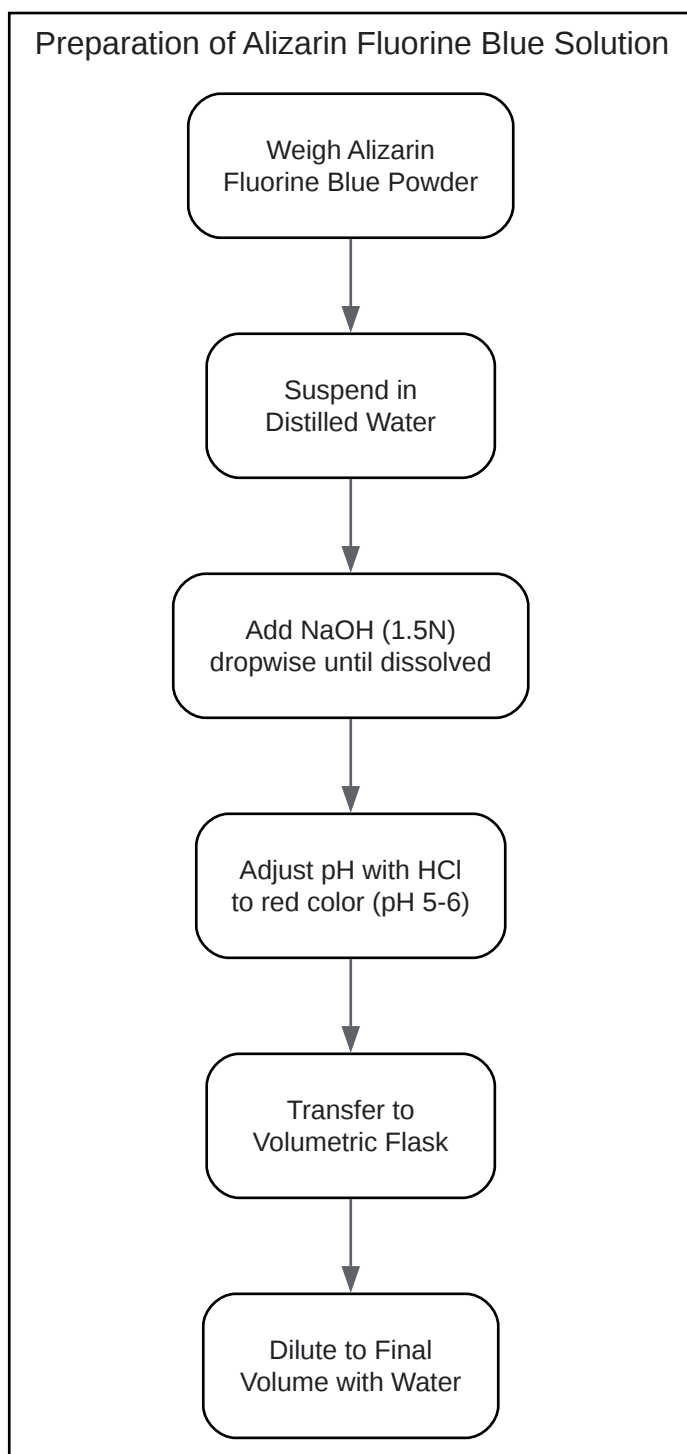 Preparation of Alizarin Fluorine Blue Solution
Weigh Alizarin
Fluorine Blue Powder
Suspend in
Distilled Water
Add NaOH (1.5N)
dropwise until dissolved
Adjust pH with HCl
to red color (pH 5-6)
Transfer to
Volumetric Flask
Dilute to Final
Volume with Water